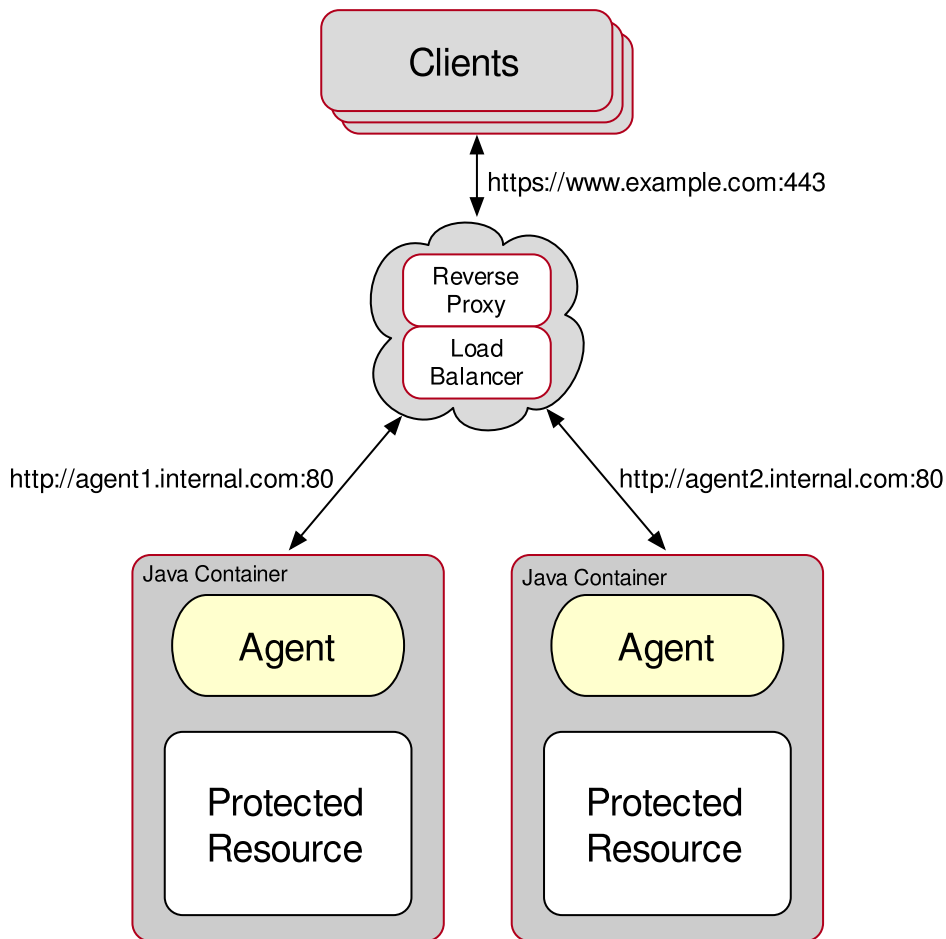 Clients
https://www.example.com:443
Reverse
Proxy
Load
Balancer
http://agent1.internal.com:80
http://agent2.internal.com:80
Java Container
Agent
Protected
Resource
Java Container
Agent
Protected
Resource